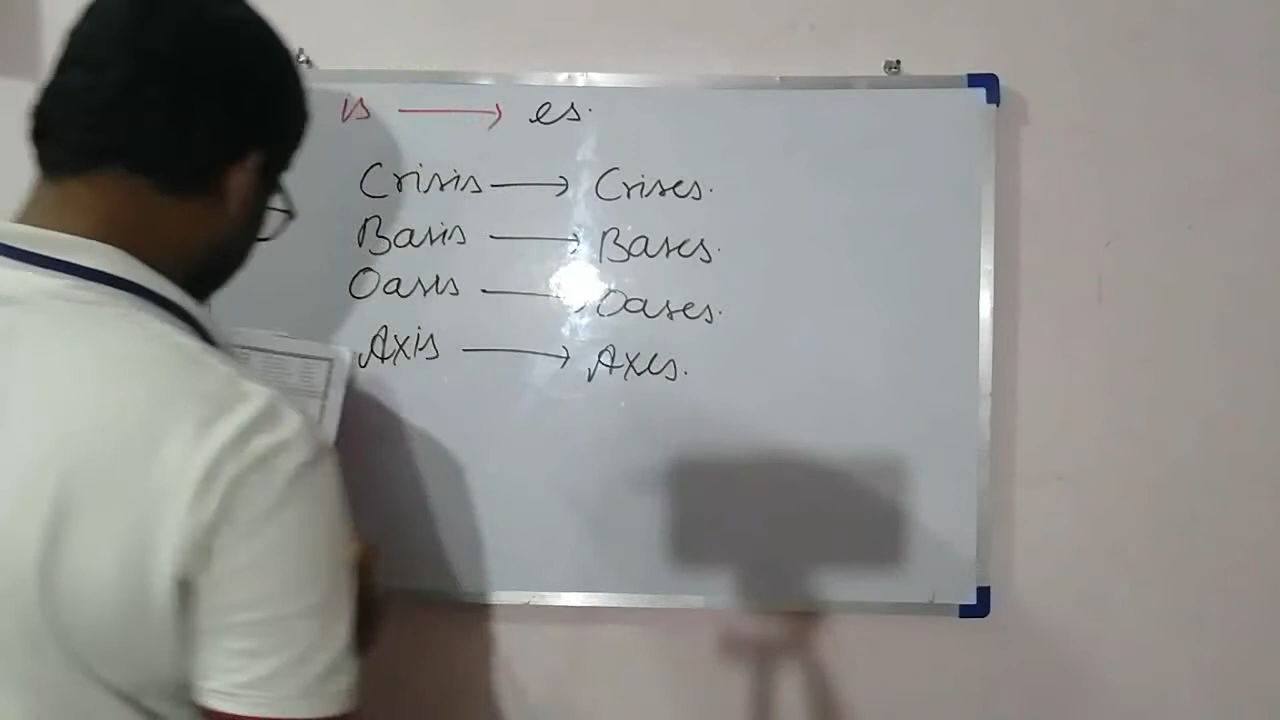 is → es.
Crisis → Crises.
Basis → Bases.
Oasis → Oases.
Axis → Axes.